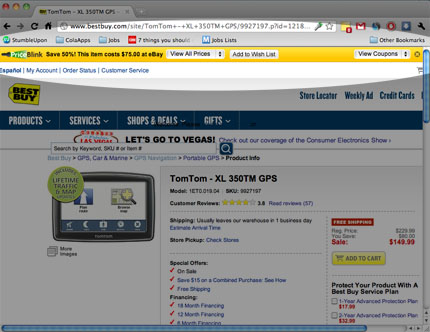 TomTom - XL 350TM GPS
www.bestbuy.com/site/TomTom+-+XL+350TM+GPS/9927197.p?id=1218...
StumbleUpon ColaApps Jobs 7 things you should Jobs Lists Other Bookmarks
PriceBlink Save 50%! This item costs $75.00 at eBay View All Prices Add to Wish List View Coupons
Español | My Account | Order Status | Customer Service
BEST BUY
Store Locator Weekly Ad Credit Cards
PRODUCTS SERVICES SHOPS & DEALS GIFTS
LET'S GO TO VEGAS! Check out our coverage of the Consumer Electronics Show
Search by Keyword, SKU # or Item #
Best Buy > GPS, Car & Marine > GPS Navigation > Portable GPS > Product Info
INCLUDES
LIFETIME
TRAFFIC
& MAP
UPDATES
Plan route
Browse map
TOMTOM
More Images
TomTom - XL 350TM GPS
Model: 1ET0.019.04 | SKU: 9927197
Customer Reviews: 3.6 Read reviews (57)
Shipping: Usually leaves our warehouse in 1 business day
Estimate Arrival Time
Store Pickup: Check Stores
Special Offers:
On Sale
Save $15 on a Combined Purchase: See How
Free Shipping
Financing:
18 Month Financing
12 Month Financing
6 Month Financing
FREE SHIPPING
Reg. Price: $229.99
You Save: $80.00
Sale: $149.99
ADD TO CART
Protect Your Product With A
Best Buy Service Plan
1-Year Advanced Protection Plan
$17.99
2-Year Advanced Protection Plan
$32.98